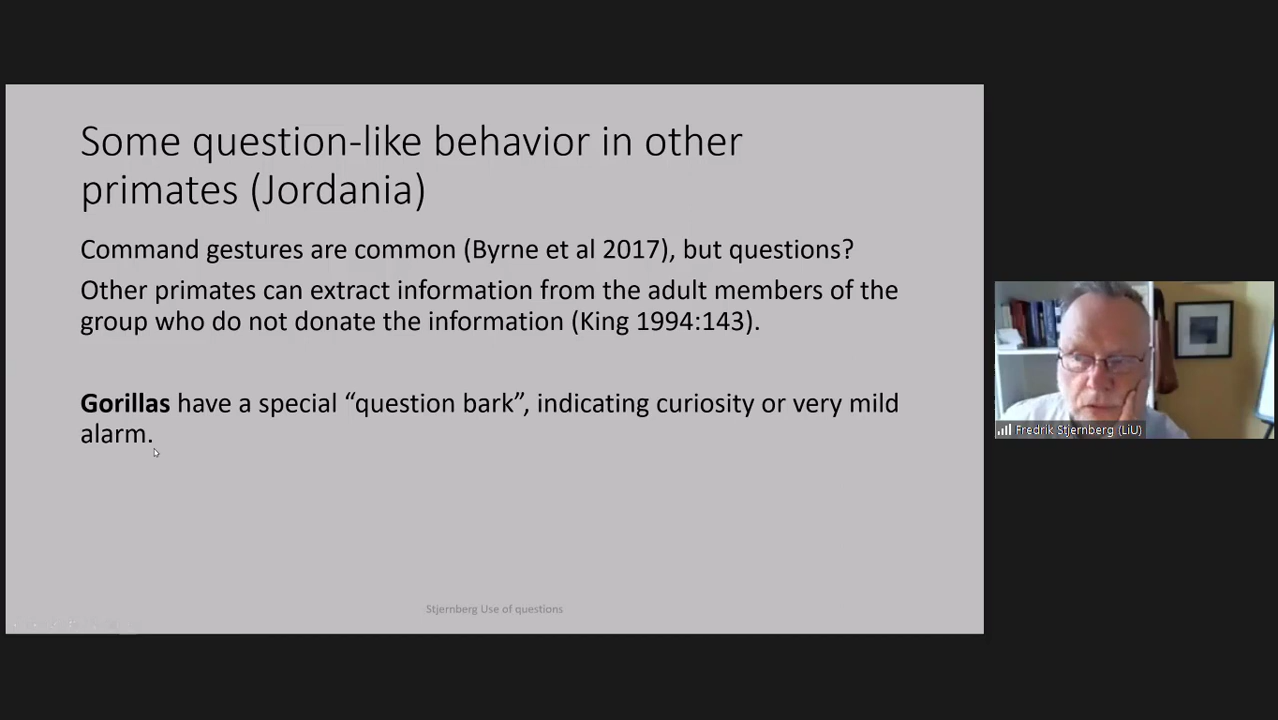 Some question-like behavior in other
primates (Jordania)
Command gestures are common (Byrne et al 2017), but questions?
Other primates can extract information from the adult members of the
group who do not donate the information (King 1994:143).
Gorillas have a special “question bark”, indicating curiosity or very mild
alarm.
Stjernberg Use of questions
Fredrik Stjernberg (LiU)